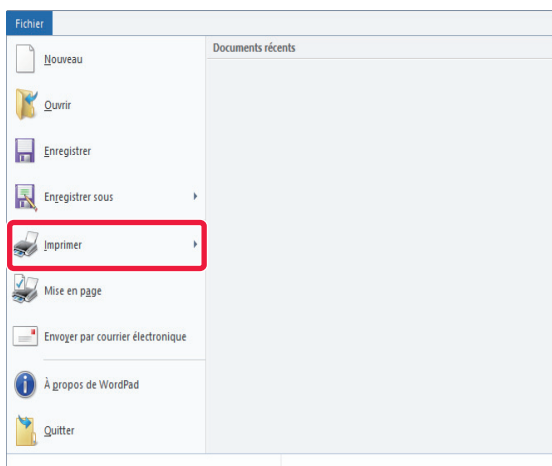 Fichier
Documents récents
Nouveau
Ouvrir
Enregistrer
Enregistrer sous
Imprimer
Mise en page
Envoyer par courrier électronique
À propos de WordPad
Quitter